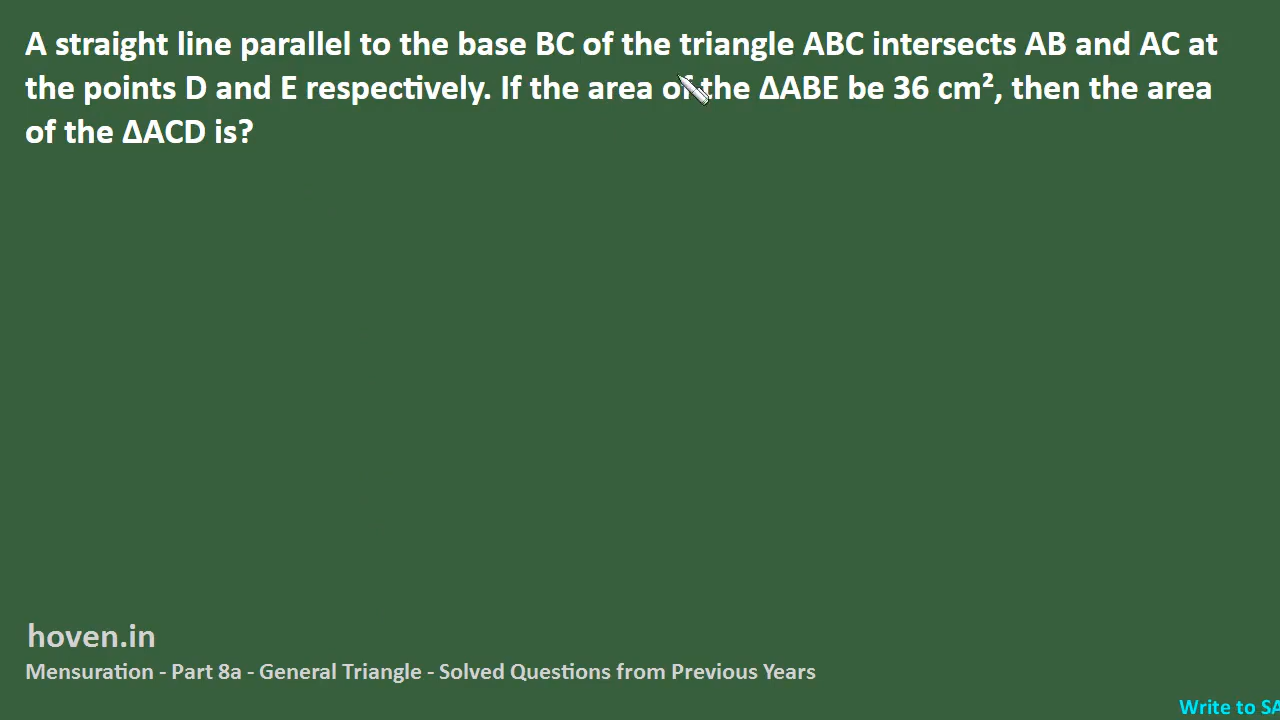 A straight line parallel to the base BC of the triangle ABC intersects AB and AC at
the points D and E respectively. If the area of the ΔABE be 36 cm², then the area
of the ΔACD is?
hoven.in
Mensuration - Part 8a - General Triangle - Solved Questions from Previous Years
Write to SA